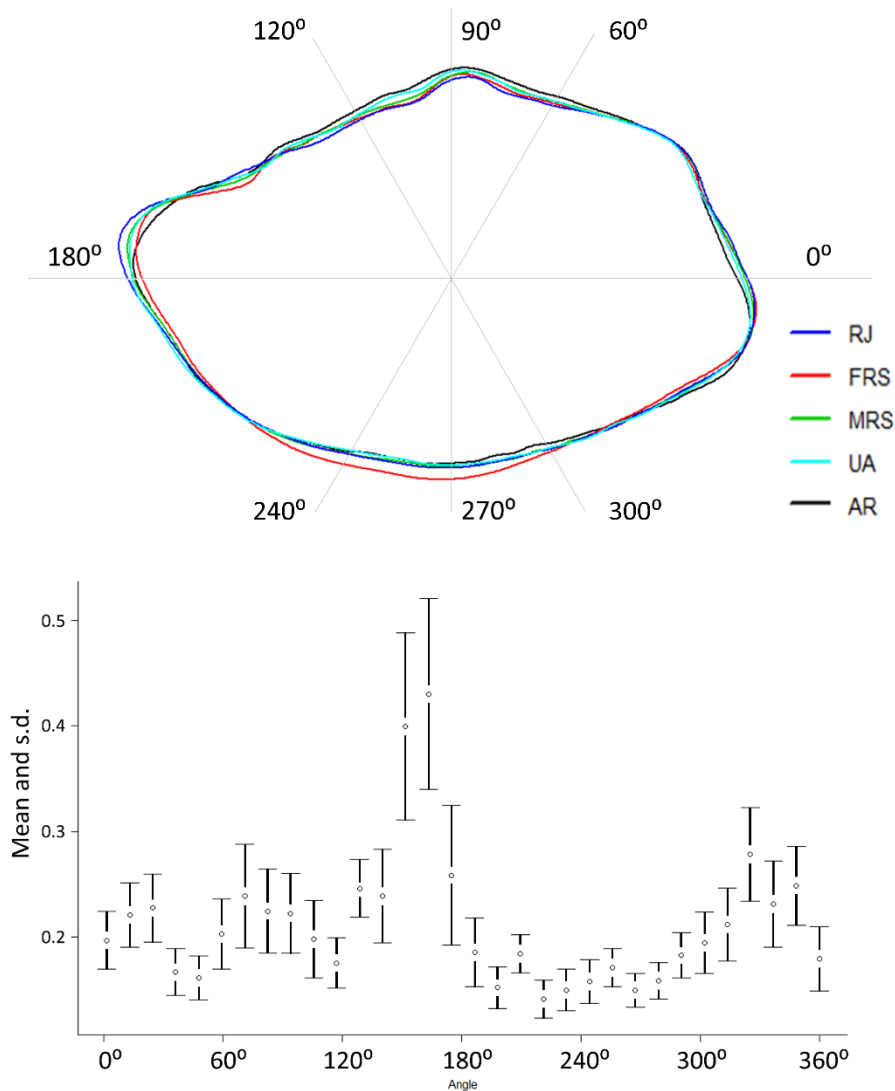 120⁰ 90⁰ 60⁰
180⁰ 0⁰
RJ
FRS
MRS
UA
AR
240⁰ 270⁰ 300⁰
Mean and s.d.
0.5
0.4
0.3
0.2
0⁰ 60⁰ 120⁰ 180⁰ 240⁰ 300⁰ 360⁰
Angle